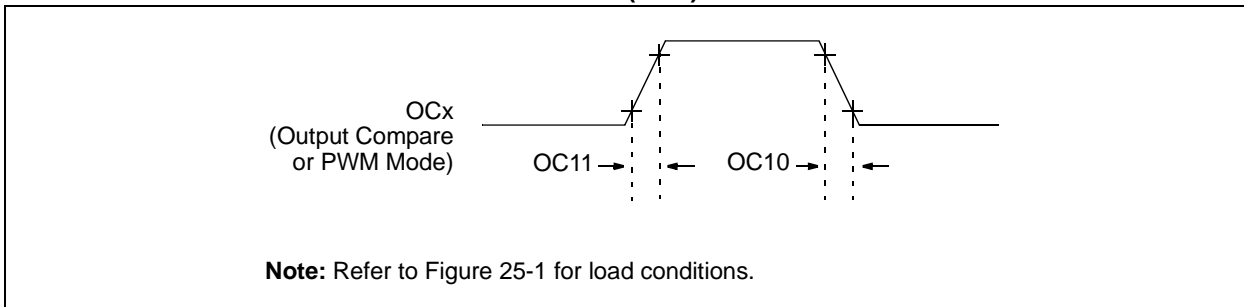 OCx
(Output Compare
or PWM Mode)
OC11
OC10
Note: Refer to Figure 25-1 for load conditions.